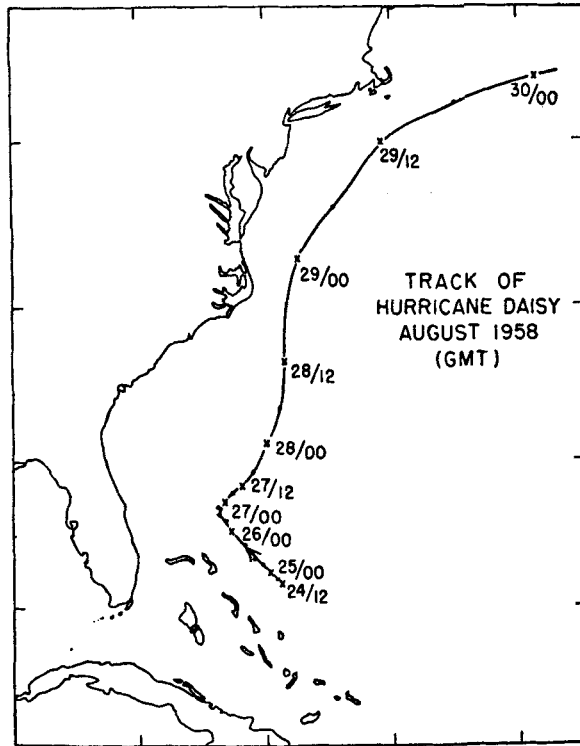 30/00
29/12
29/00
TRACK OF
HURRICANE DAISY
AUGUST 1958
(GMT)
28/12
28/00
27/12
27/00
26/00
25/00
24/12